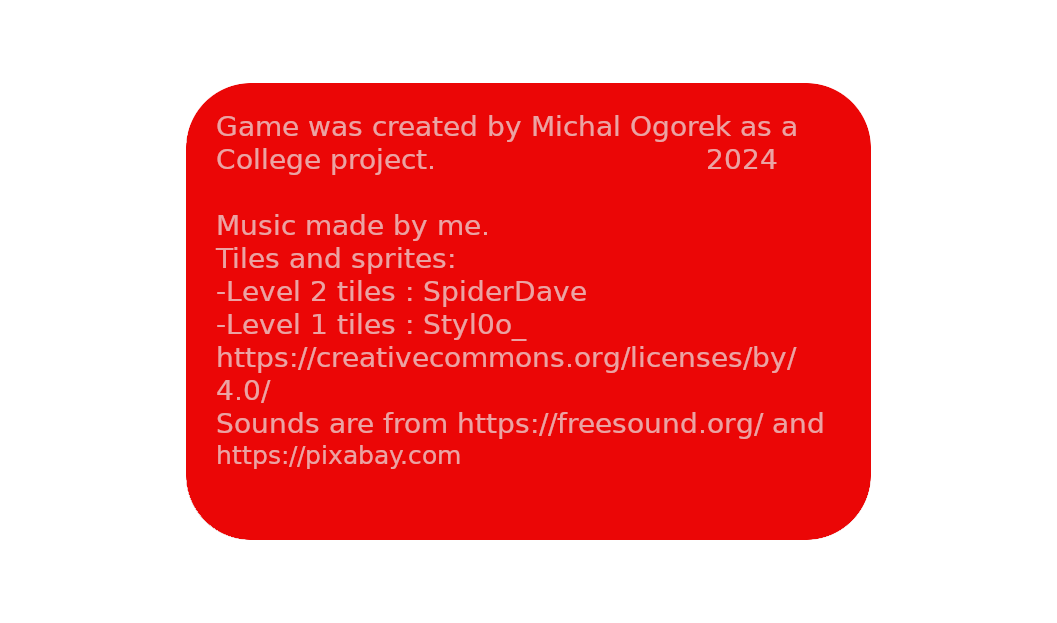 Game was created by Michal Ogorek as a
College project. 2024
Music made by me.
Tiles and sprites:
-Level 2 tiles : SpiderDave
-Level 1 tiles : Styl0o_
https://creativecommons.org/licenses/by/
4.0/
Sounds are from https://freesound.org/ and
https://pixabay.com